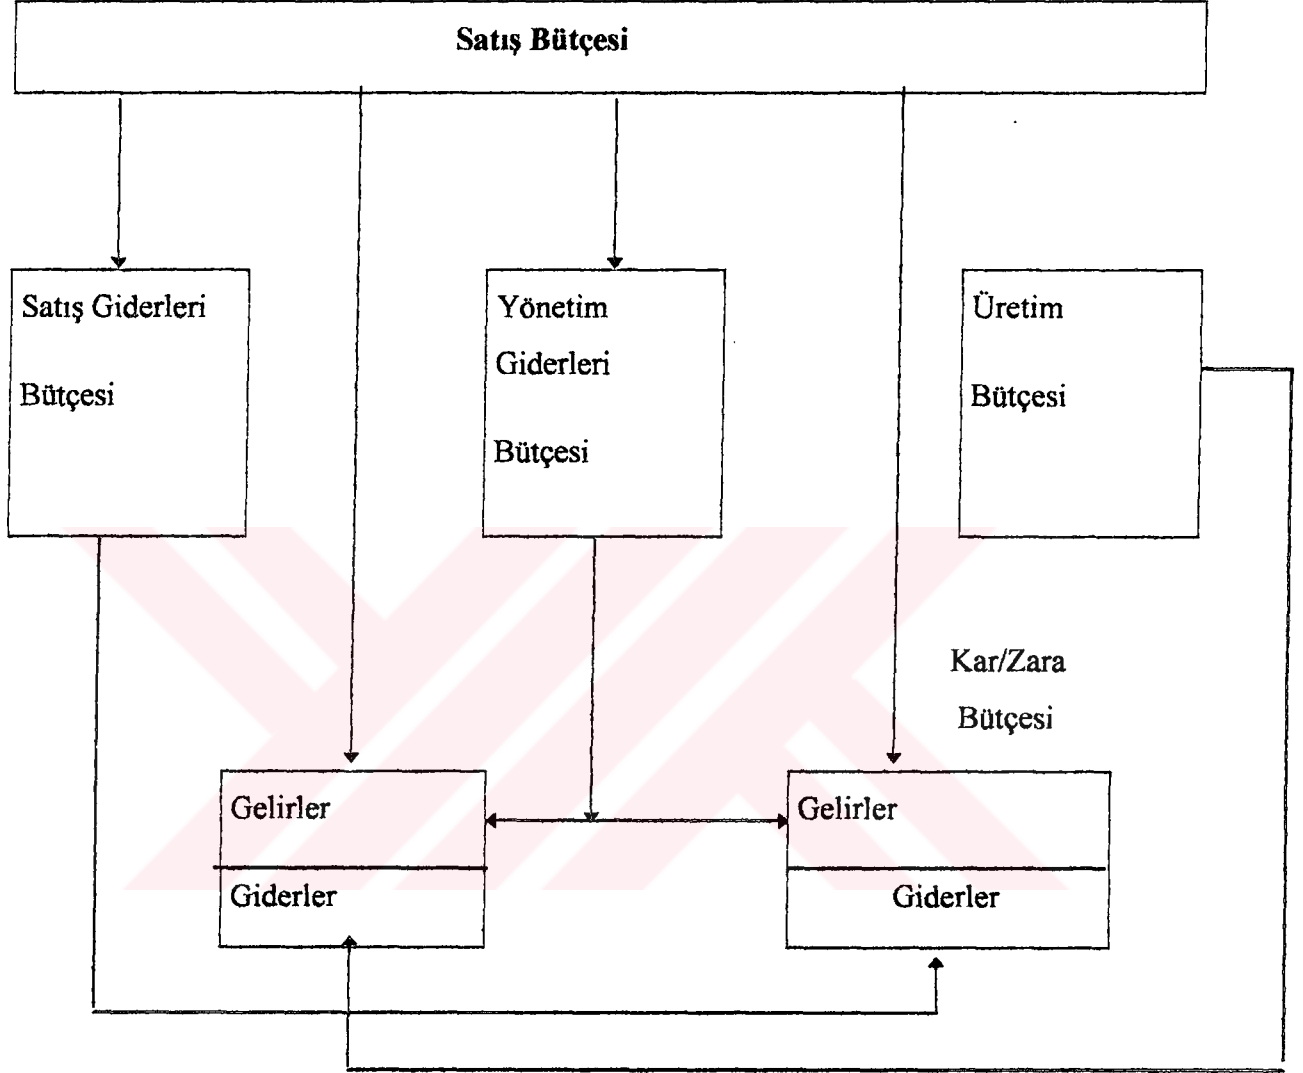 Satış Bütçesi
Satış Giderleri
Bütçesi
Yönetim
Giderleri
Bütçesi
Üretim
Bütçesi
Kar/Zara
Bütçesi
Gelirler
Giderler
Gelirler
Giderler